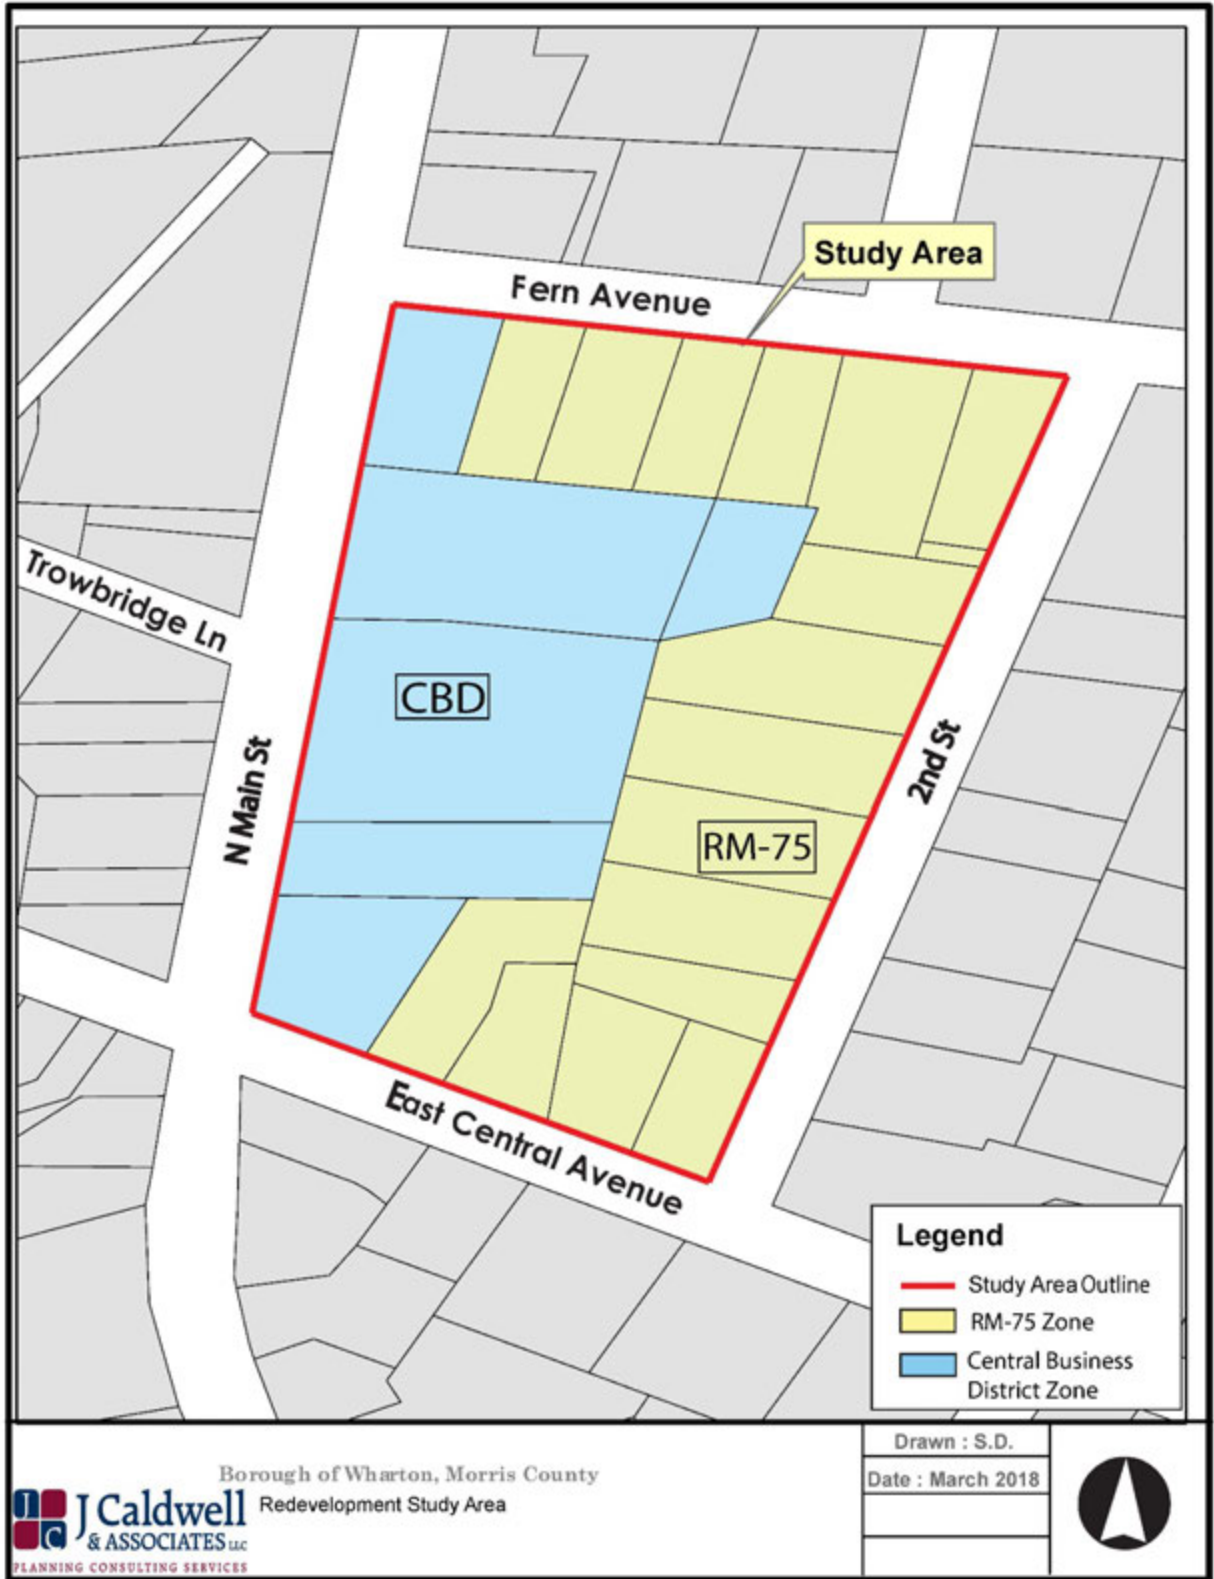 Study Area
Fern Avenue
Trowbridge Ln
CBD
N Main St
2nd St
RM-75
East Central Avenue
Legend
Study Area Outline
RM-75 Zone
Central Business
District Zone
Borough of Wharton, Morris County
Redevelopment Study Area
J C
J Caldwell
& ASSOCIATES LLC
PLANNING CONSULTING SERVICES
Drawn : S.D.
Date : March 2018